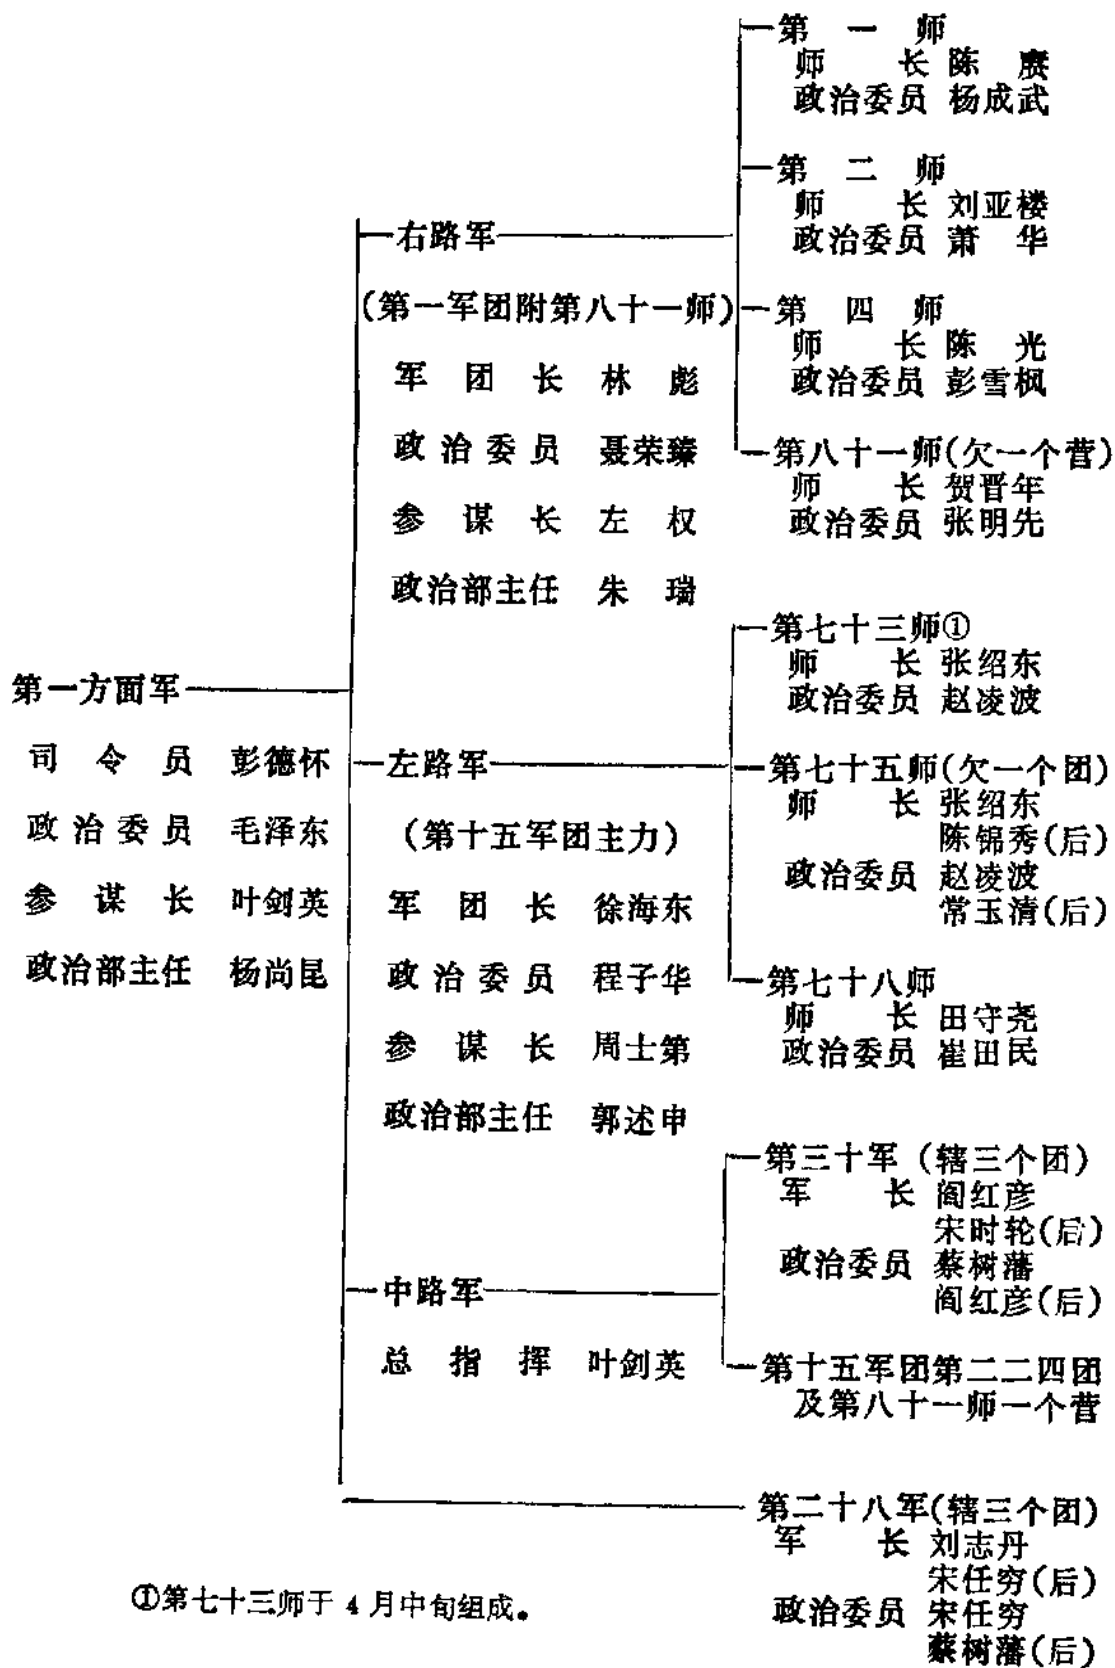 第一方面军
司令员 彭德怀
政治委员 毛泽东
参谋长 叶剑英
政治部主任 杨尚昆
右路军
(第一军团附第八十一师)
军团长 林彪
政治委员 聂荣臻
参谋长 左权
政治部主任 朱瑞
第一师
师长 陈赓
政治委员 杨成武
第二师
师长 刘亚楼
政治委员 萧华
第四师
师长 陈光
政治委员 彭雪枫
第八十一师(欠一个营)
师长 贺晋年
政治委员 张明先
左路军
(第十五军团主力)
军团长 徐海东
政治委员 程子华
参谋长 周士第
政治部主任 郭述申
第七十三师①
师长 张绍东
政治委员 赵凌波
第七十五师(欠一个团)
师长 张绍东
陈锦秀(后)
政治委员 赵凌波
常玉清(后)
第七十八师
师长 田守尧
政治委员 崔田民
中路军
总指挥 叶剑英
第三十军(辖三个团)
军长 阎红彦
宋时轮(后)
政治委员 蔡树藩
阎红彦(后)
第十五军团第二二四团
及第八十一师一个营
第二十八军(辖三个团)
军长 刘志丹
宋任穷(后)
政治委员 宋任穷
蔡树藩(后)
①第七十三师于4月中旬组成。